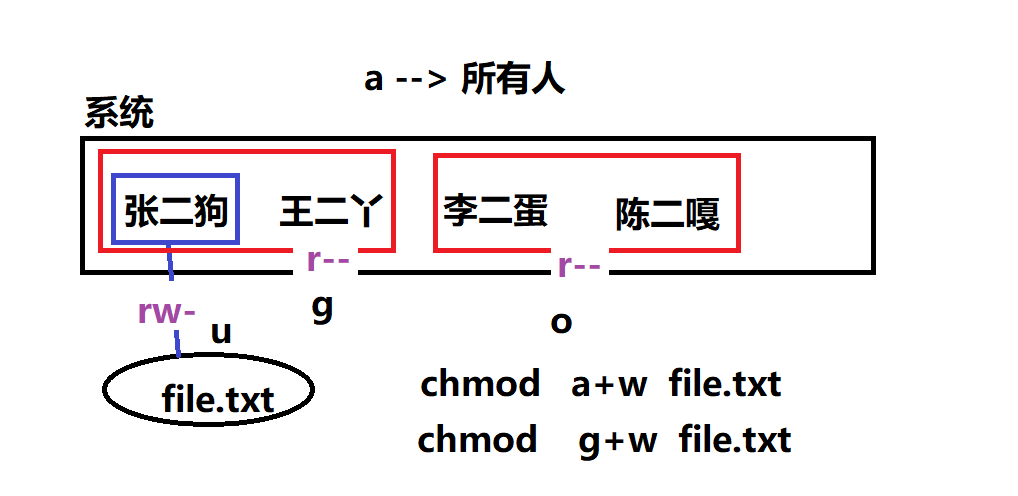 a --> 所有人
系统
张二狗 王二丫 李二蛋 陈二嘎
r-- r--
rw- u g o
file.txt
chmod a+w file.txt
chmod g+w file.txt